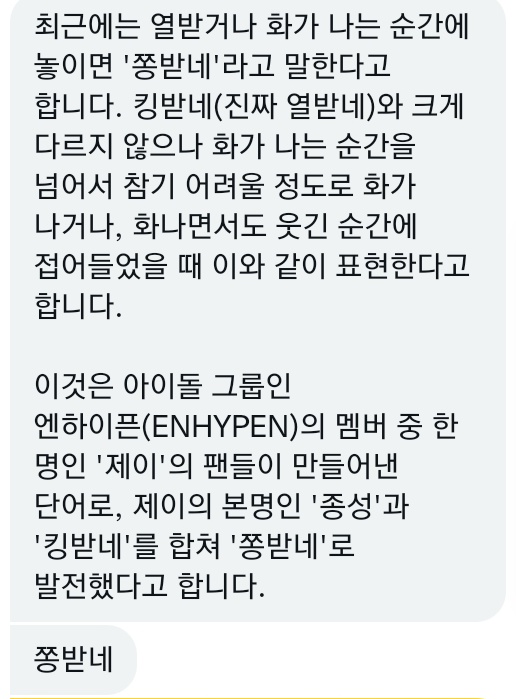 최근에는 열받거나 화가 나는 순간에
놓이면 '쫑받네'라고 말한다고
합니다. 킹받네(진짜 열받네)와 크게
다르지 않으나 화가 나는 순간을
넘어서 참기 어려울 정도로 화가
나거나, 화나면서도 웃긴 순간에
접어들었을 때 이와 같이 표현한다고
합니다.

이것은 아이돌 그룹인
엔하이픈(ENHYPEN)의 멤버 중 한
명인 '제이'의 팬들이 만들어낸
단어로, 제이의 본명인 '종성'과
'킹받네'를 합쳐 '쫑받네'로
발전했다고 합니다.

쫑받네